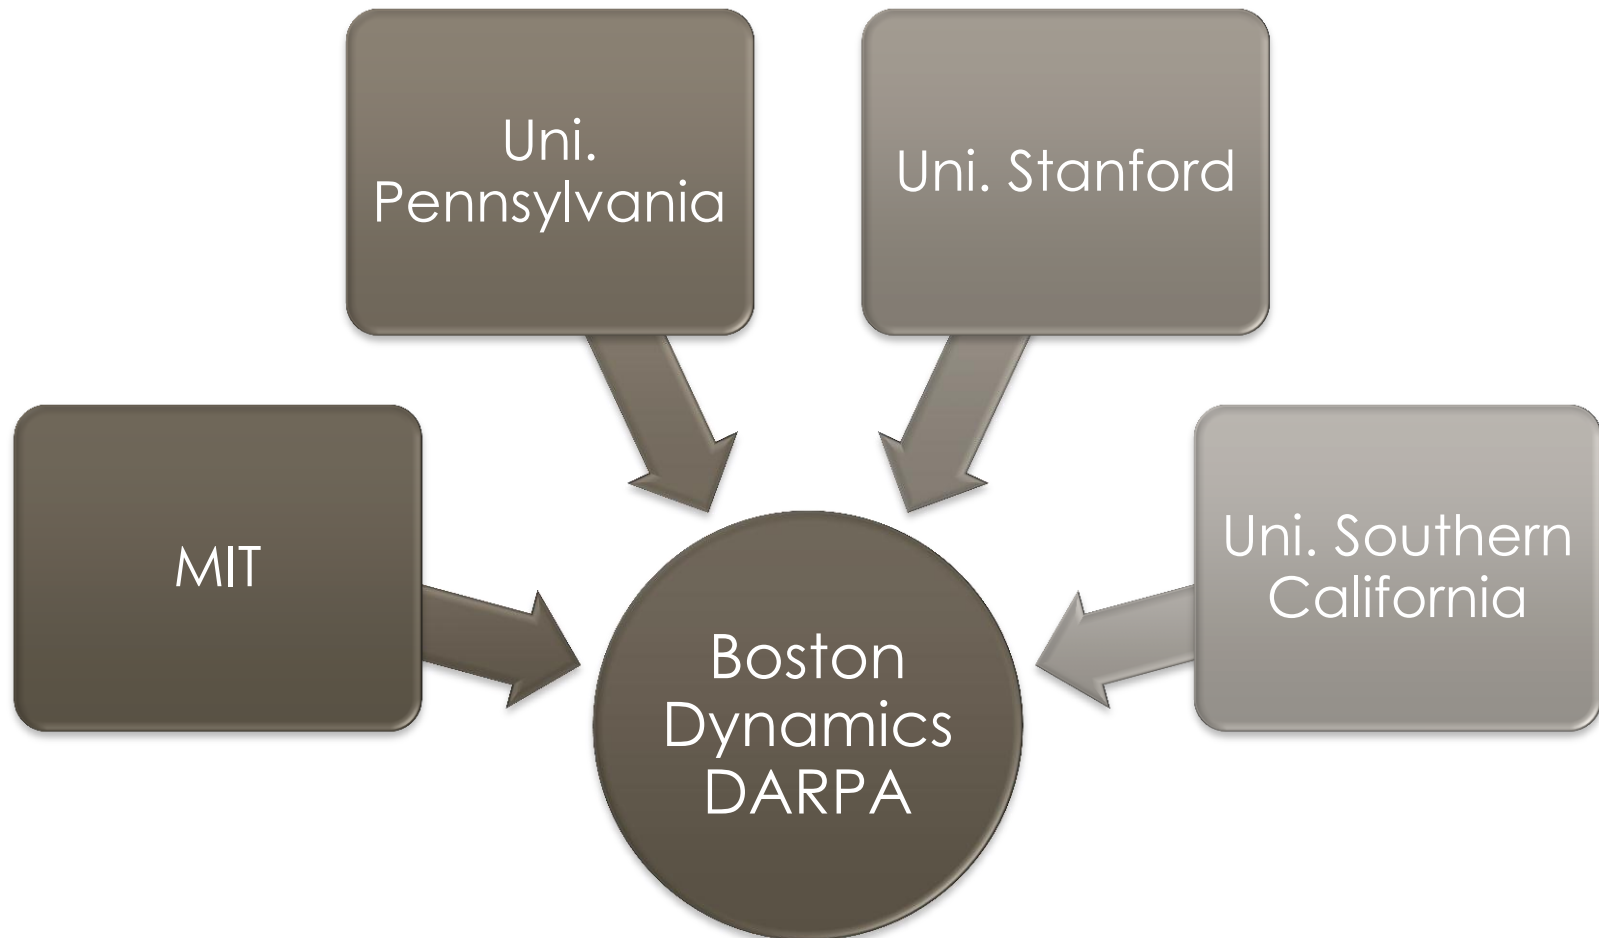 Uni.
Pennsylvania
Uni. Stanford
MIT
Uni. Southern
California
Boston
Dynamics
DARPA